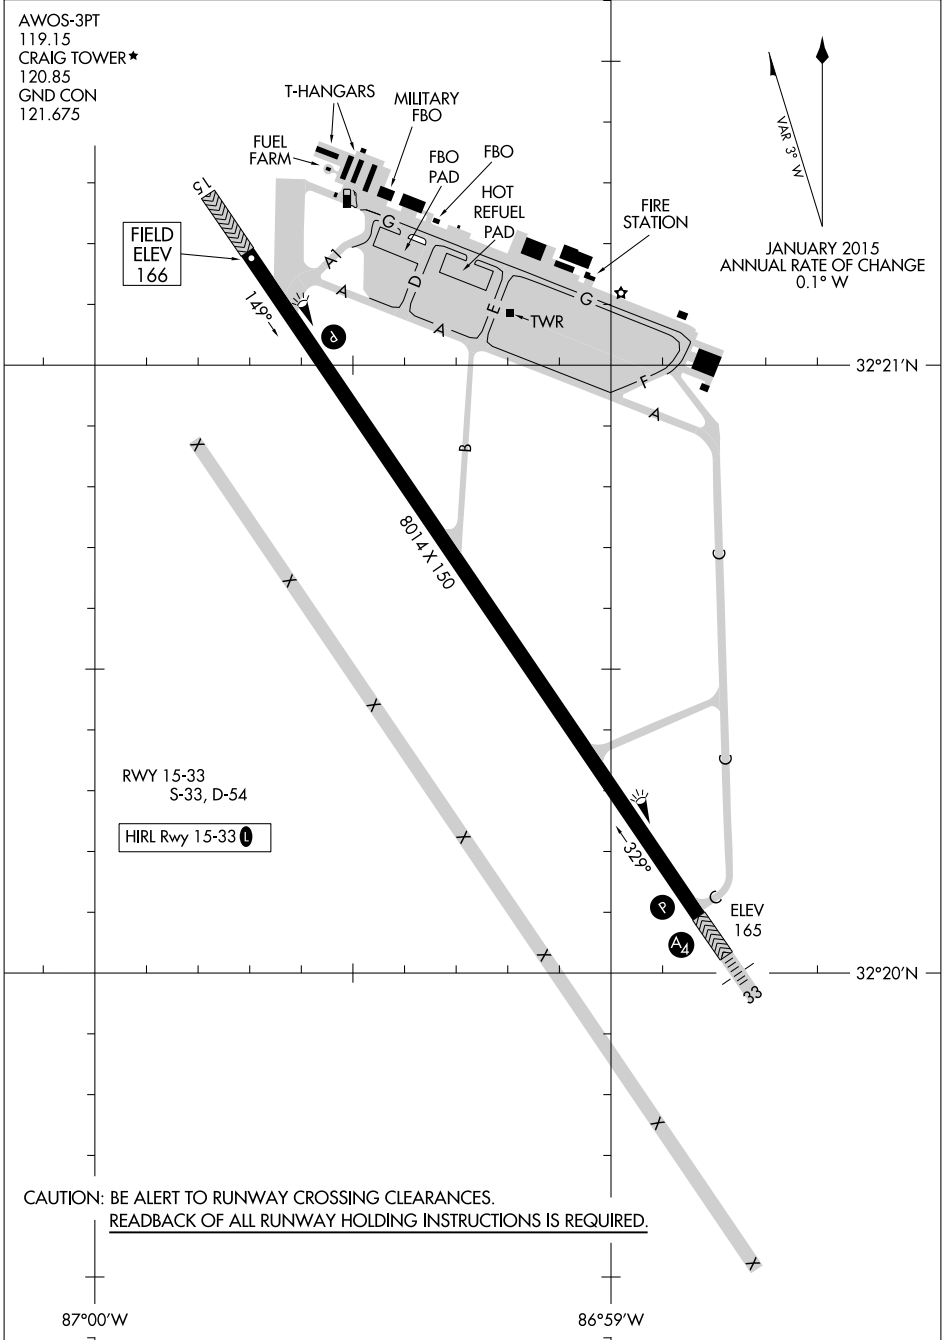 AWOS-3PT
119.15
CRAIG TOWER★
120.85
GND CON
121.675
T-HANGARS
MILITARY
FBO
FUEL
FARM
FBO
PAD
FBO
HOT
REFUEL
PAD
FIRE
STATION
VAR 3° W
JANUARY 2015
ANNUAL RATE OF CHANGE
0.1° W
15
FIELD
ELEV
166
149°
G
A1
D
A
E
G
TWR
A
P
F
A
32°21'N
X
B
8014 X 150
C
X
X
C
RWY 15-33
S-33, D-54
HIRL Rwy 15-33 L
X
329°
C
P
ELEV
165
A4
X
32°20'N
33
X
CAUTION: BE ALERT TO RUNWAY CROSSING CLEARANCES.
READBACK OF ALL RUNWAY HOLDING INSTRUCTIONS IS REQUIRED.
X
87°00'W
86°59'W